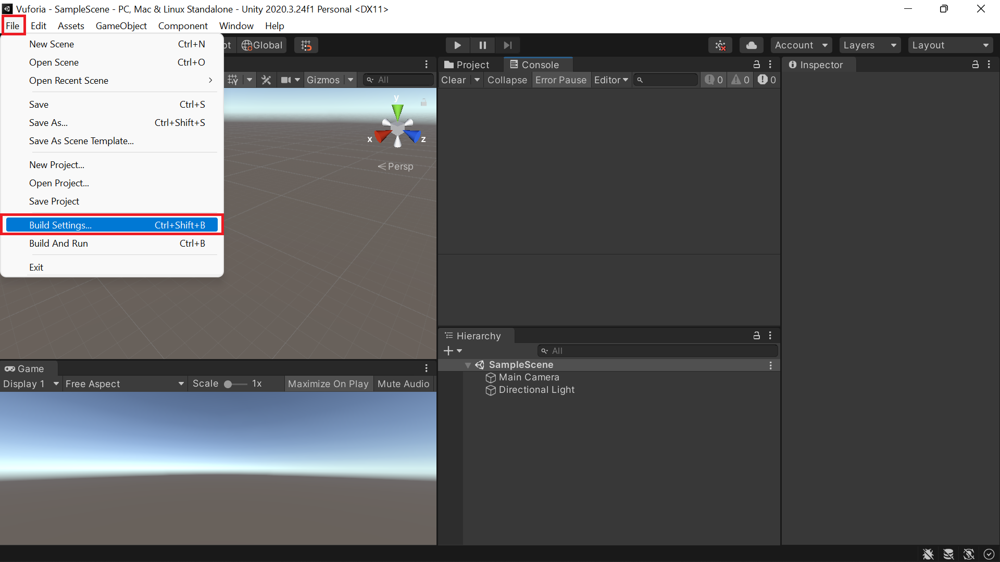 Vuforia - SampleScene - PC, Mac & Linux Standalone - Unity 2020.3.24f1 Personal <DX11>
File Edit Assets GameObject Component Window Help
New Scene Ctrl+N
Open Scene Ctrl+O
Open Recent Scene
Save Ctrl+S
Save As... Ctrl+Shift+S
Save As Scene Template...
New Project...
Open Project...
Save Project
Build Settings... Ctrl+Shift+B
Build And Run Ctrl+B
Exit
ot Global
Account Layers Layout
Gizmos All
y
x
z
Persp
Project Console
Clear Collapse Error Pause Editor 0 0 0
Inspector
Hierarchy
All
SampleScene
Main Camera
Directional Light
Game
Display 1 Free Aspect Scale 1x Maximize On Play Mute Audio